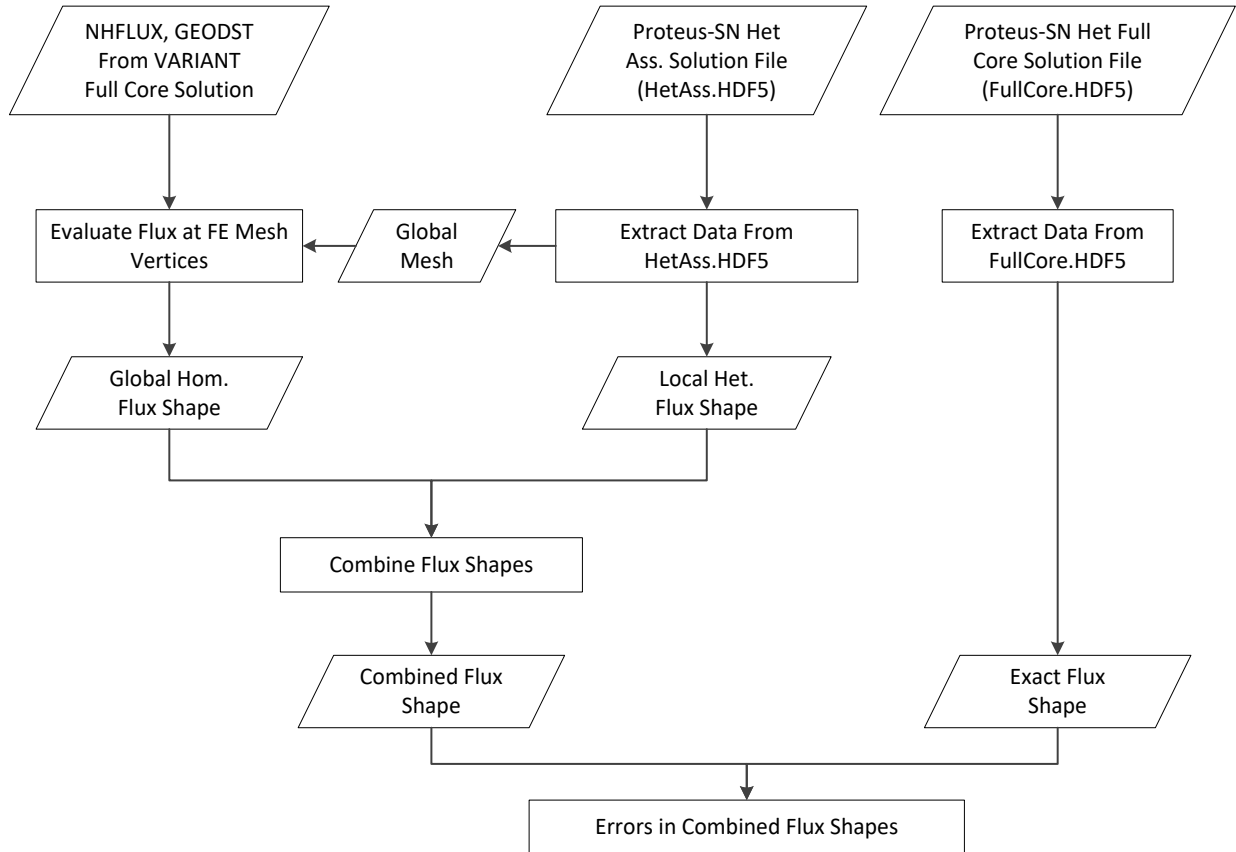 NHFLUX, GEODST
From VARIANT
Full Core Solution
Proteus-SN Het
Ass. Solution File
(HetAss.HDF5)
Proteus-SN Het Full
Core Solution File
(FullCore.HDF5)
Evaluate Flux at FE Mesh
Vertices
Global
Mesh
Extract Data From
HetAss.HDF5
Extract Data From
FullCore.HDF5
Global Hom.
Flux Shape
Local Het.
Flux Shape
Combine Flux Shapes
Combined Flux
Shape
Exact Flux
Shape
Errors in Combined Flux Shapes